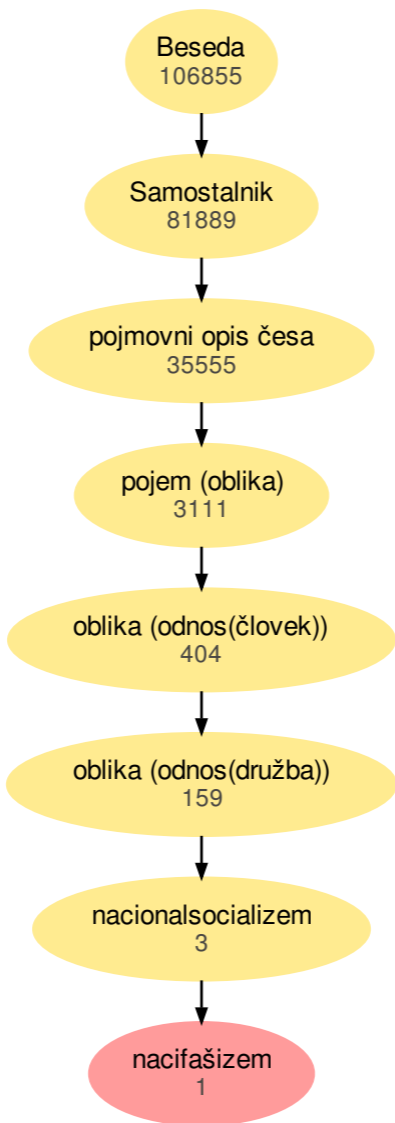 Beseda
106855
Samostalnik
81889
pojmovni opis česa
35555
pojem (oblika)
3111
oblika (odnos(človek))
404
oblika (odnos(družba))
159
nacionalsocializem
3
nacifašizem
1